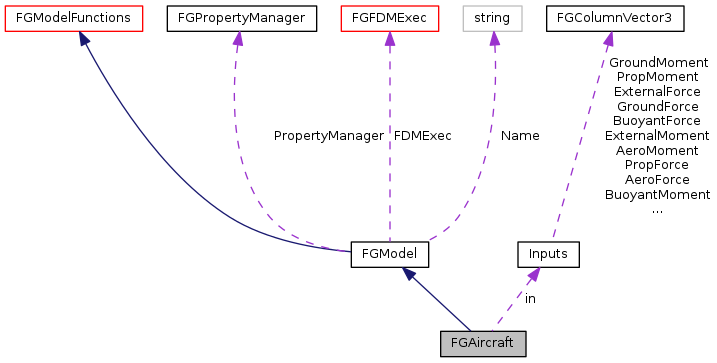 FGModelFunctions
FGPropertyManager
FGFDMExec
string
FGColumnVector3
GroundMoment
PropMoment
ExternalForce
GroundForce
BuoyantForce
ExternalMoment
AeroMoment
PropForce
AeroForce
BuoyantMoment
...
PropertyManager
FDMExec
Name
FGModel
Inputs
in
FGAircraft